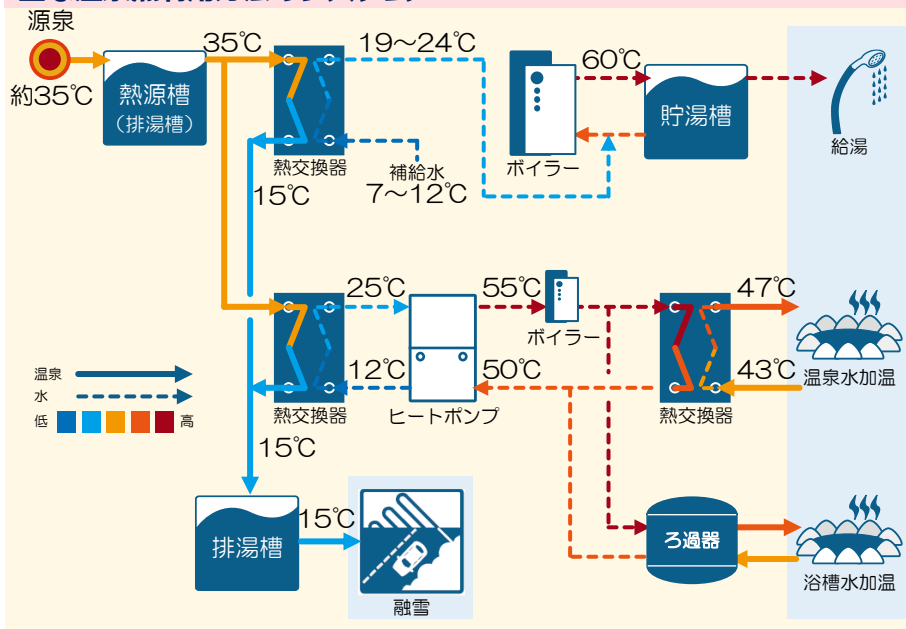 源泉
約35℃
熱源槽
（排湯槽）
35℃
19〜24℃
熱交換器
補給水
7〜12℃
15℃
60℃
ボイラー
貯湯槽
給湯
25℃
55℃
ボイラー
47℃
12℃
50℃
43℃
温泉水加温
熱交換器
ヒートポンプ
熱交換器
温泉
水
低
高
15℃
排湯槽
15℃
融雪
ろ過器
浴槽水加温